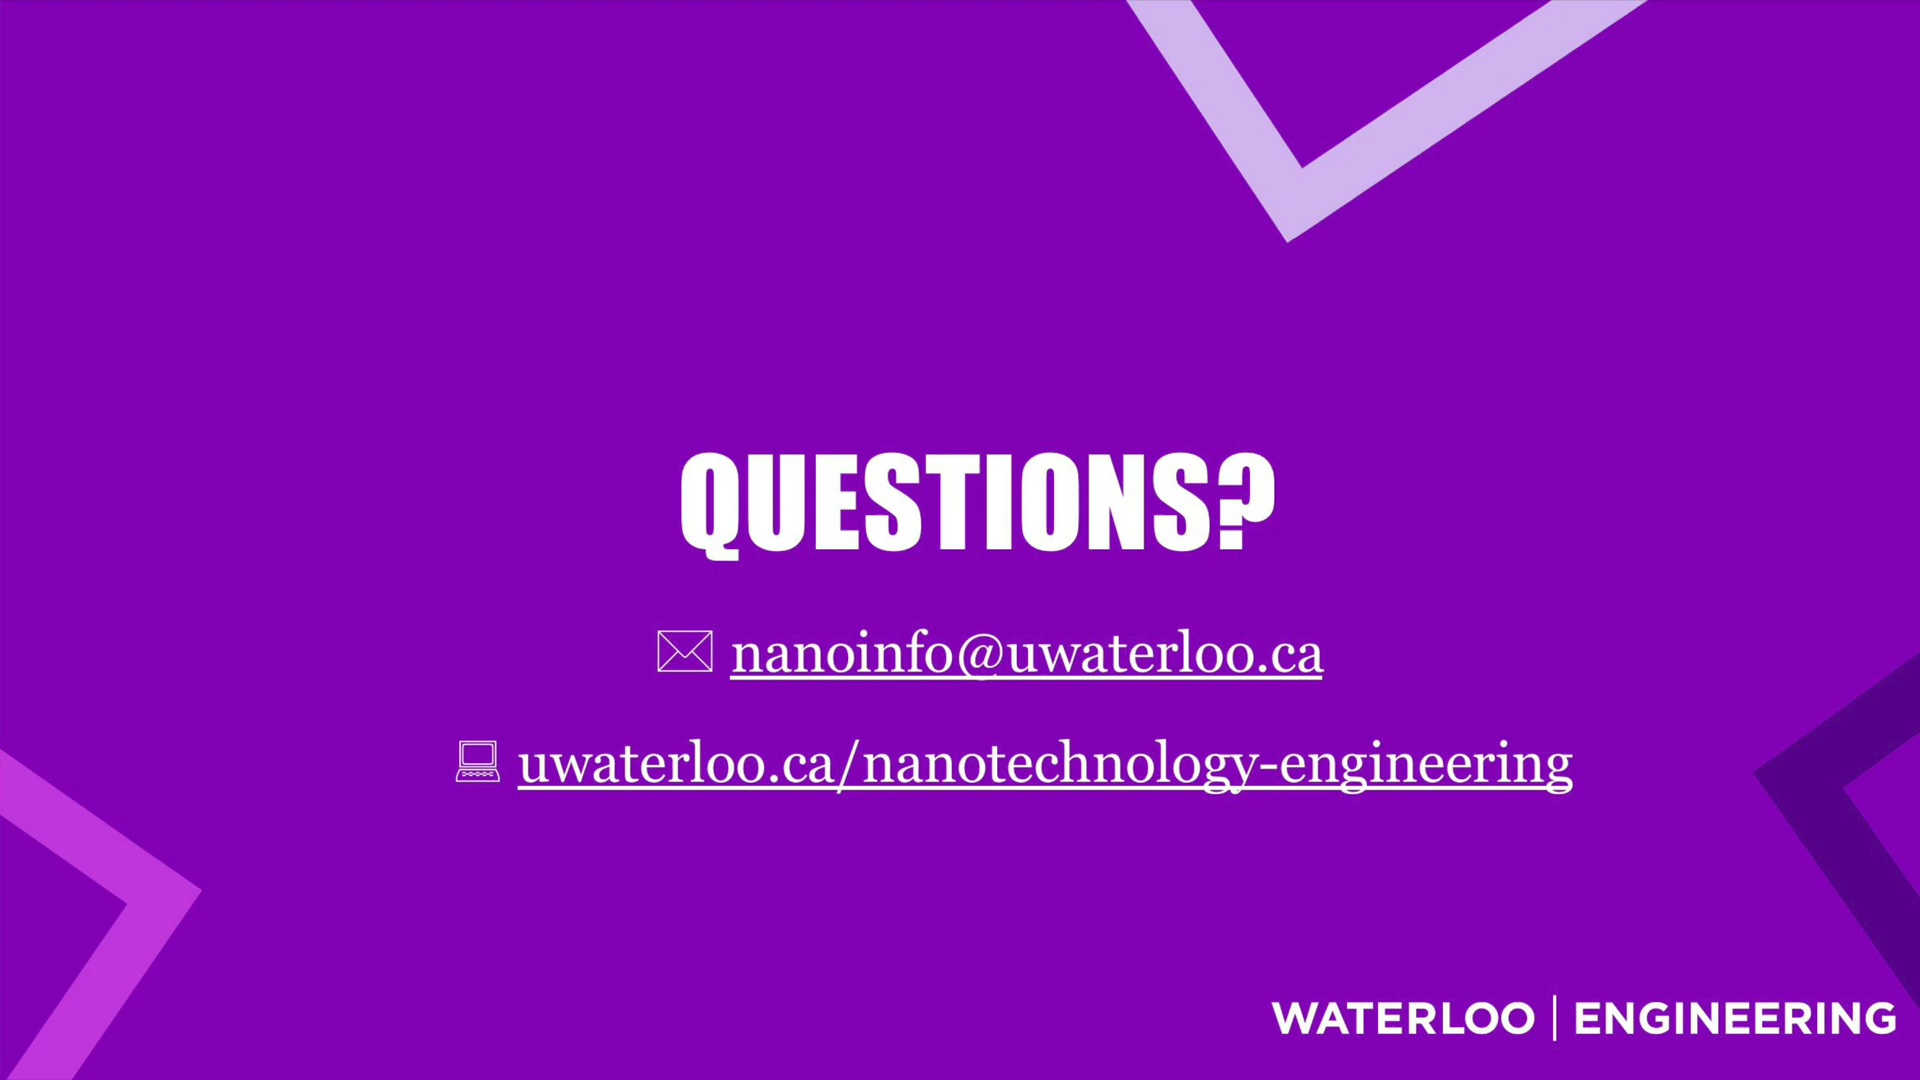 QUESTIONS?
nanoinfo@uwaterloo.ca
uwaterloo.ca/nanotechnology-engineering
WATERLOO | ENGINEERING